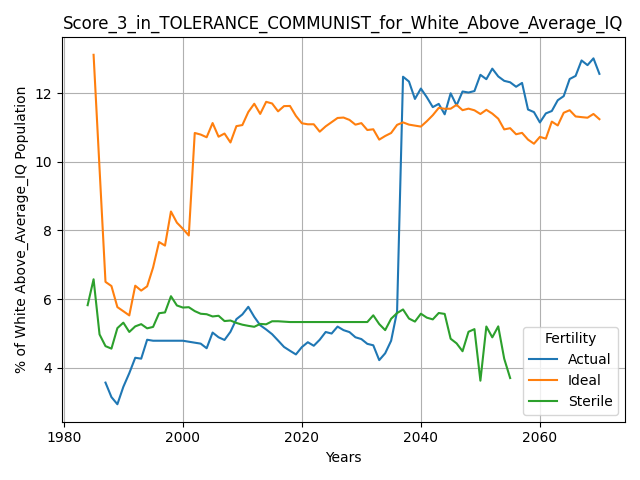 Score_3_in_TOLERANCE_COMMUNIST_for_White_Above_Average_IQ
% of White Above_Average_IQ Population
12
10
8
6
4
1980
2000
2020
2040
2060
Years
Fertility
Actual
Ideal
Sterile